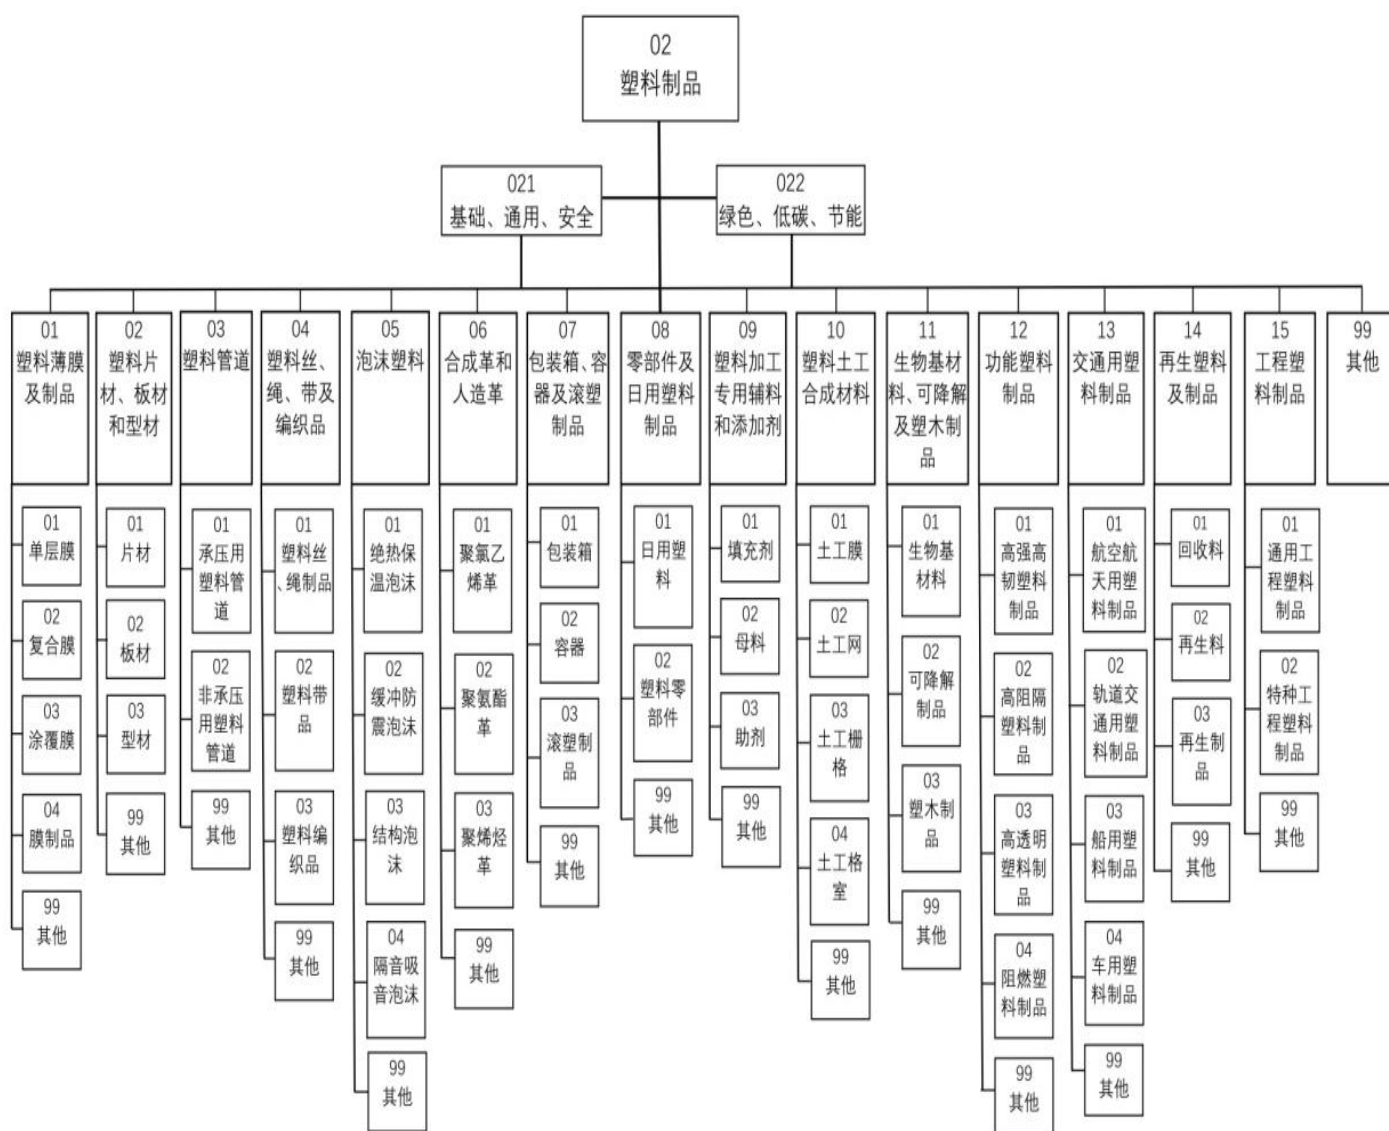 02
塑料制品
021
基础、通用、安全
022
绿色、低碳、节能
01
塑料薄膜
及制品
02
塑料片
材、板材
和型材
03
塑料管道
04
塑料丝、
绳、带及
编织品
05
泡沫塑料
06
合成革和
人造革
07
包装箱、容
器及滚塑
制品
08
零部件及
日用塑料
制品
09
塑料加工
专用辅料
和添加剂
10
塑料土工
合成材料
11
生物基材
料、可降解
及塑木制
品
12
功能塑料
制品
13
交通用塑
料制品
14
再生塑料
及制品
15
工程塑
料制品
99
其他
01
单层膜
02
复合膜
03
涂覆膜
04
膜制品
99
其他
01
片材
02
板材
03
型材
99
其他
01
承压用
塑料管
道
02
非承压
用塑料
管道
99
其他
01
塑料丝
、绳制品
02
塑料带
品
03
塑料编
织品
99
其他
01
绝热保
温泡沫
02
缓冲防
震泡沫
03
结构泡
沫
04
隔音吸
音泡沫
99
其他
01
聚氯乙
烯革
02
聚氨酯
革
03
聚烯烃
革
99
其他
01
包装箱
02
容器
03
滚塑制
品
99
其他
01
日用塑
料
02
塑料零
部件
99
其他
01
填充剂
02
母料
03
助剂
99
其他
01
土工膜
02
土工网
03
土工栅
格
04
土工格
室
99
其他
01
生物基
材料
02
可降解
制品
03
塑木制
品
99
其他
01
高强高
韧塑料
制品
02
高阻隔
塑料制
品
03
高透明
塑料制
品
04
阻燃塑
料制品
99
其他
01
航空航
天用塑
料制品
02
轨道交
通用塑
料制品
03
船用塑
料制品
04
车用塑
料制品
99
其他
01
回收料
02
再生料
03
再生制
品
99
其他
01
通用工
程塑料
制品
02
特种工
程塑料
制品
99
其他